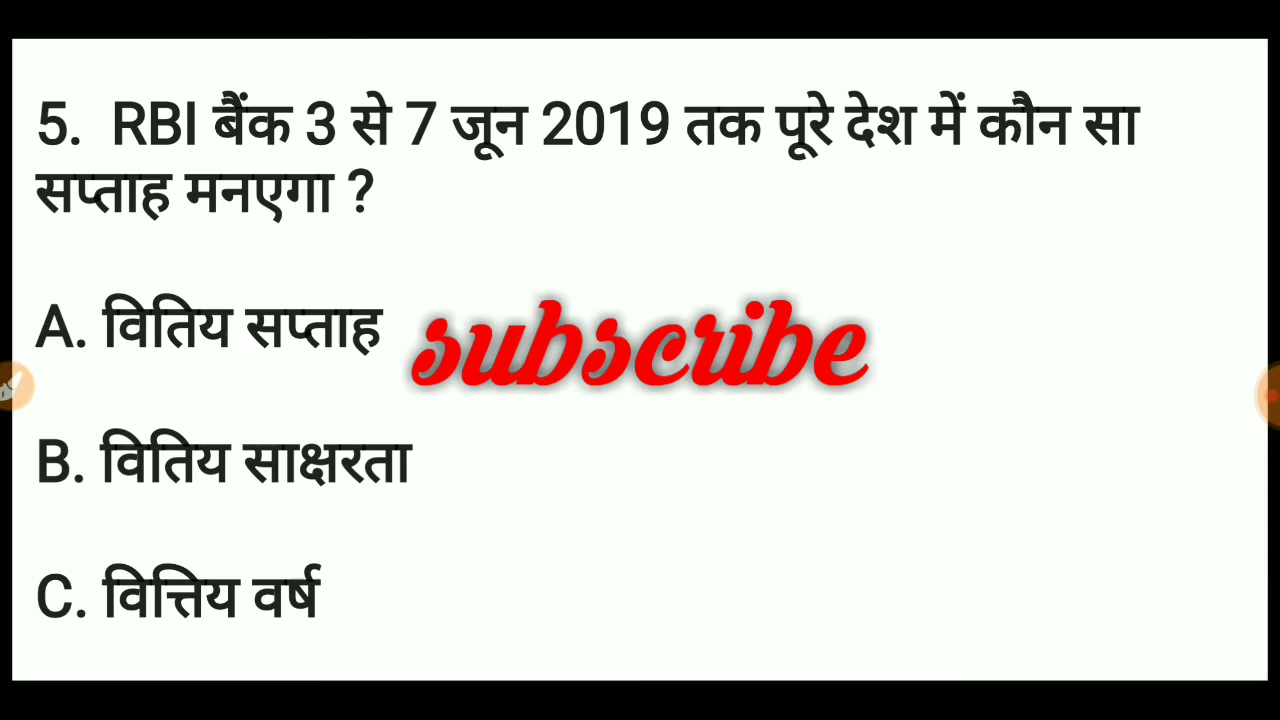 5. RBI बैंक 3 से 7 जून 2019 तक पूरे देश में कौन सा
सप्ताह मनएगा ?
A. वितिय सप्ताह
subscribe
B. वितिय साक्षरता
C. वित्तिय वर्ष